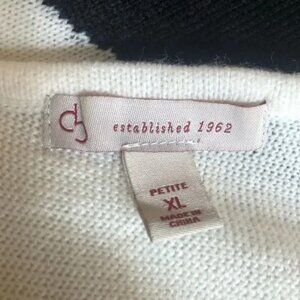 dj
established 1962
PETITE
XL
MADE IN
CHINA